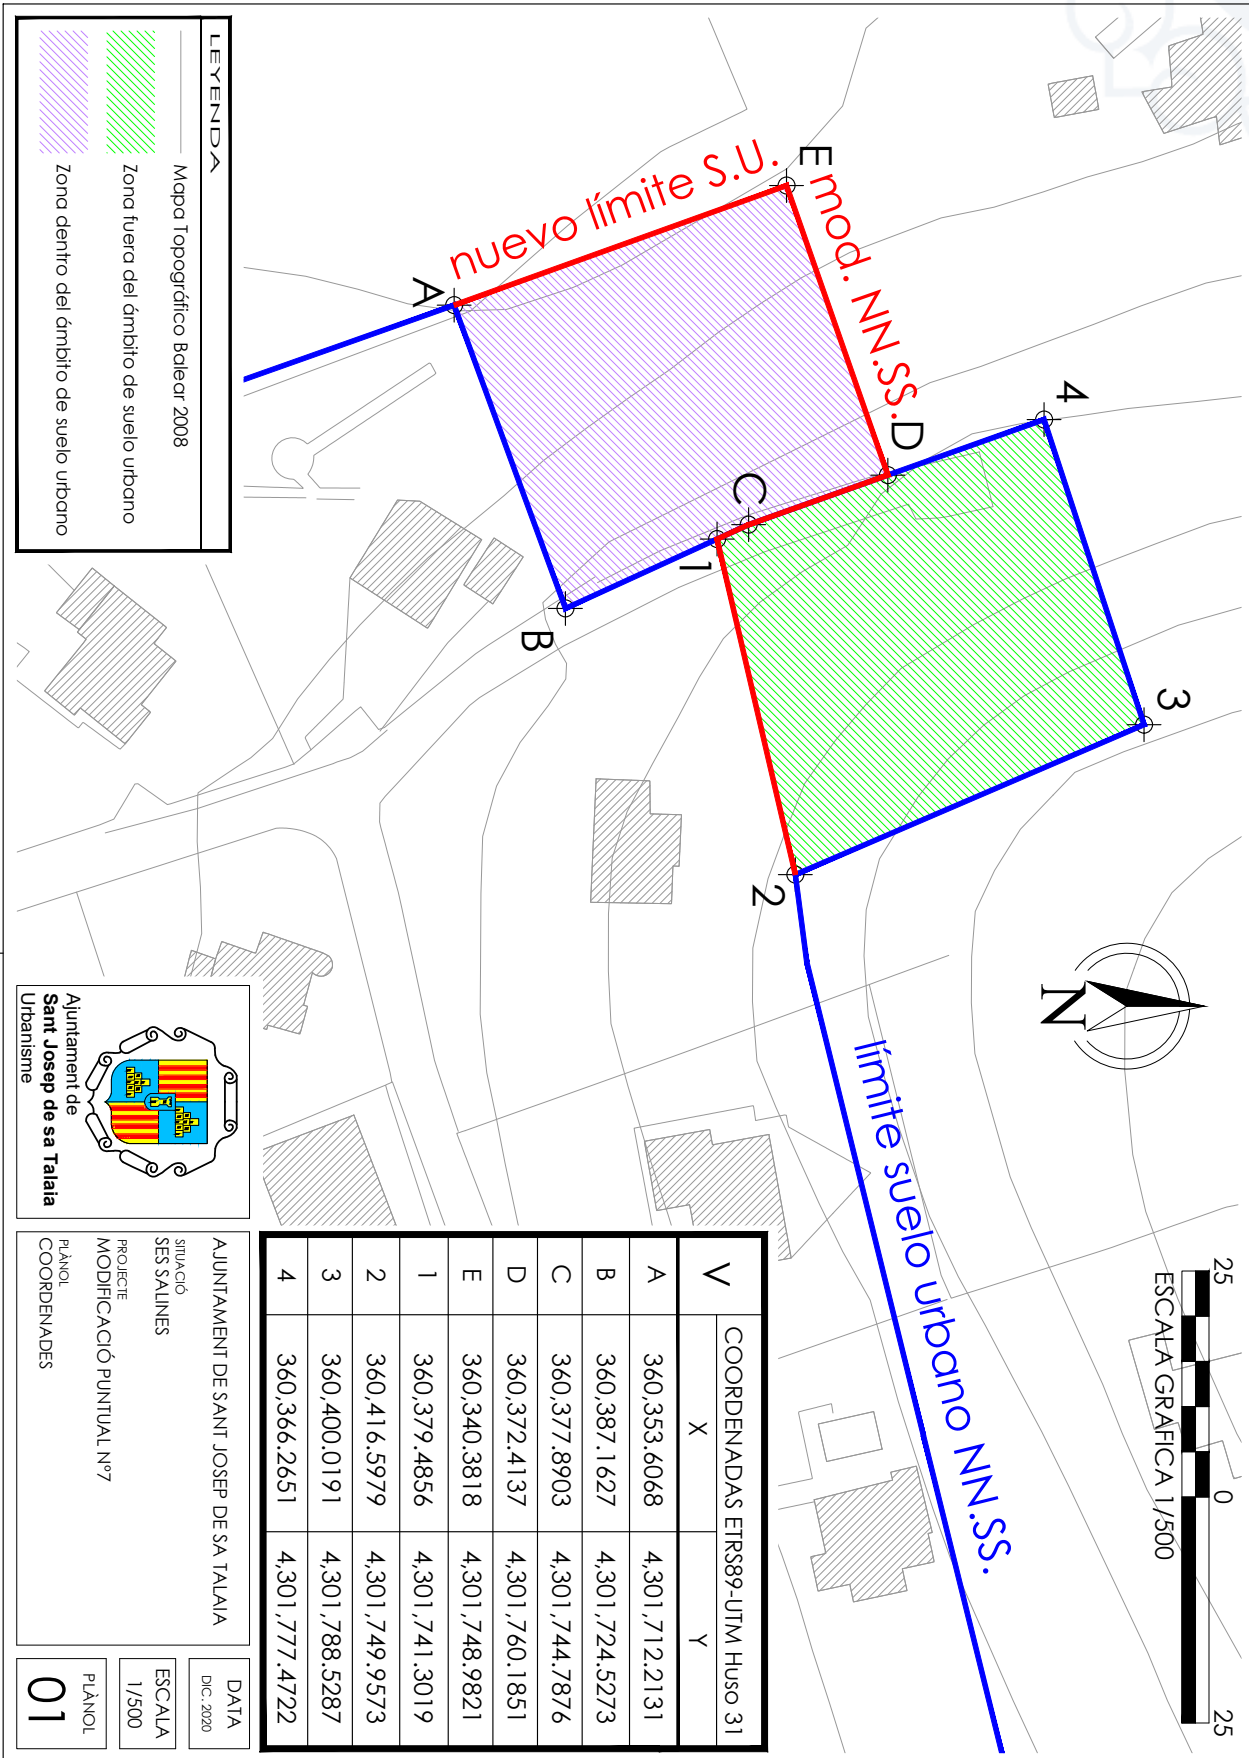 25
0
25
ESCALA GRAFICA 1/500
N
4
3
E
D
C
1
2
A
B
nuevo límite S.U.
mod. NN.SS.
límite suelo urbano NN.SS.
LEYENDA
Mapa Topográfico Balear 2008
Zona fuera del ámbito de suelo urbano
Zona dentro del ámbito de suelo urbano
V COORDENADAS ETRS89-UTM Huso 31
X Y
A 360,353.6068 4,301,712.2131
B 360,387.1627 4,301,724.5273
C 360,377.8903 4,301,744.7876
D 360,372.4137 4,301,760.1851
E 360,340.3818 4,301,748.9821
1 360,379.4856 4,301,741.3019
2 360,416.5979 4,301,749.9573
3 360,400.0191 4,301,788.5287
4 360,366.2651 4,301,777.4722
Ajuntament de
Sant Josep de sa Talaia
Urbanisme
AJUNTAMENT DE SANT JOSEP DE SA TALAIA
SITUACIÓ
SES SALINES
PROJECTE
MODIFICACIÓ PUNTUAL Nº7
PLÀNOL
COORDENADES
DATA
DIC. 2020
ESCALA
1/500
PLÀNOL
01